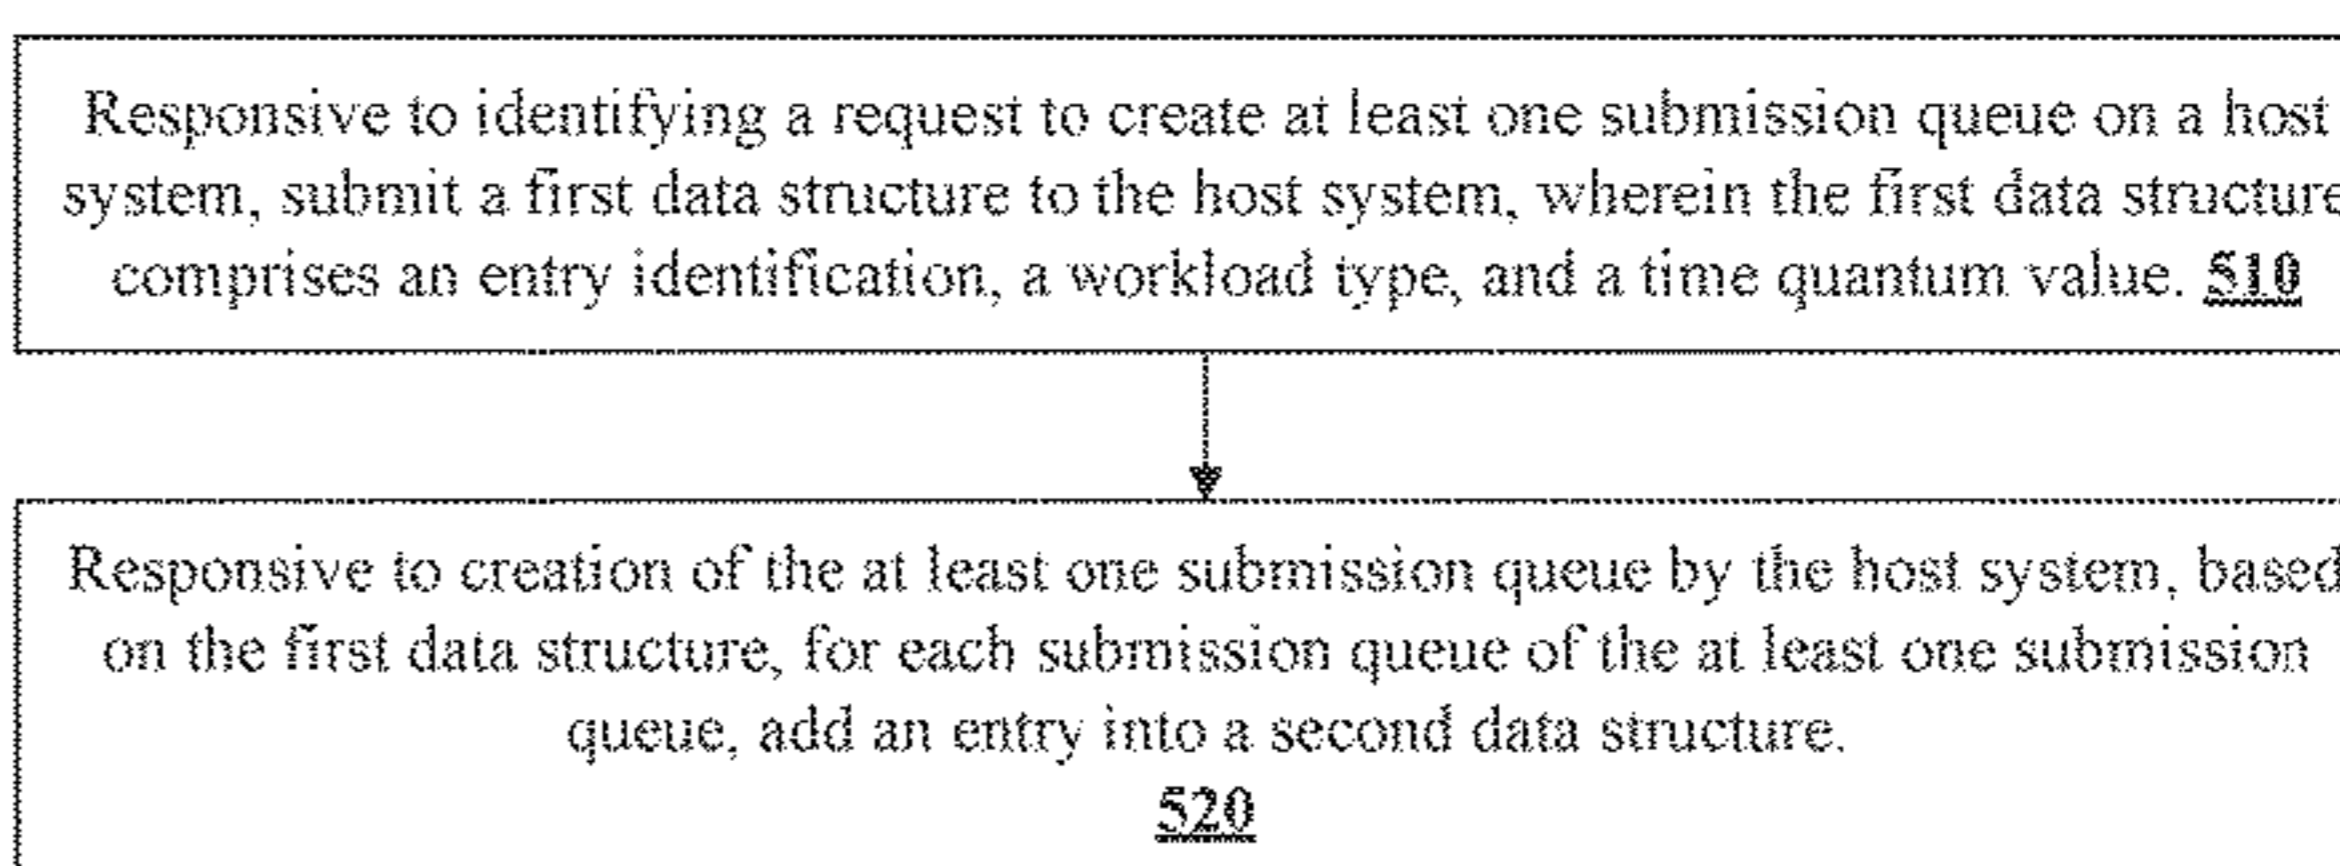 Responsive to identifying a request to create at least one submission queue on a host
system, submit a first data structure to the host system, wherein the first data structure
comprises an entry identification, a workload type, and a time quantum value. 510
Responsive to creation of the at least one submission queue by the host system, based
on the first data structure, for each submission queue of the at least one submission
queue, add an entry into a second data structure.
520